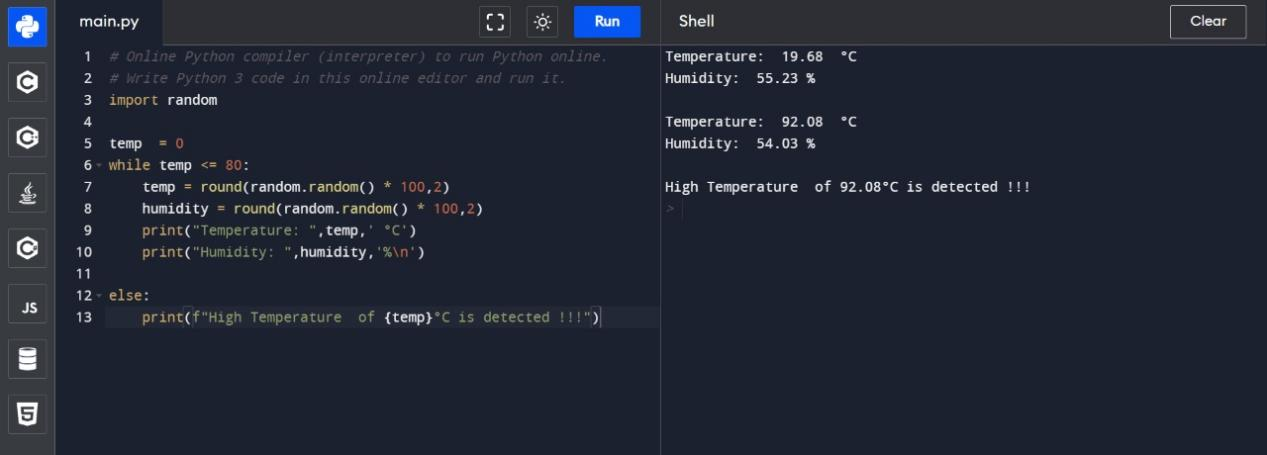 main.py
Run
Shell
Clear
1 # Online Python compiler (interpreter) to run Python online.
2 # Write Python 3 code in this online editor and run it.
3 import random
4
5 temp  = 0
6 while temp <= 80:
7     temp = round(random.random() * 100,2)
8     humidity = round(random.random() * 100,2)
9     print("Temperature: ",temp,' °C')
10     print("Humidity: ",humidity,'%\n')
11
12 else:
13     print(f"High Temperature  of {temp}°C is detected !!!")
Temperature:  19.68  °C
Humidity:  55.23 %
Temperature:  92.08  °C
Humidity:  54.03 %
High Temperature  of 92.08°C is detected !!!
>
JS